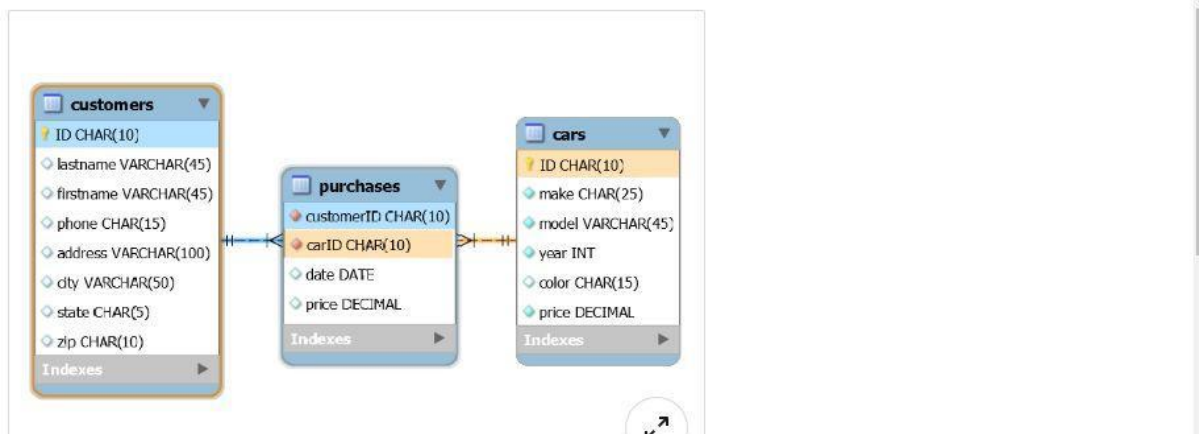 customers
ID CHAR(10)
lastname VARCHAR(45)
firstname VARCHAR(45)
phone CHAR(15)
address VARCHAR(100)
city VARCHAR(50)
state CHAR(5)
zip CHAR(10)
Indexes
purchases
customerID CHAR(10)
carID CHAR(10)
date DATE
price DECIMAL
Indexes
cars
ID CHAR(10)
make CHAR(25)
model VARCHAR(45)
year INT
color CHAR(15)
price DECIMAL
Indexes